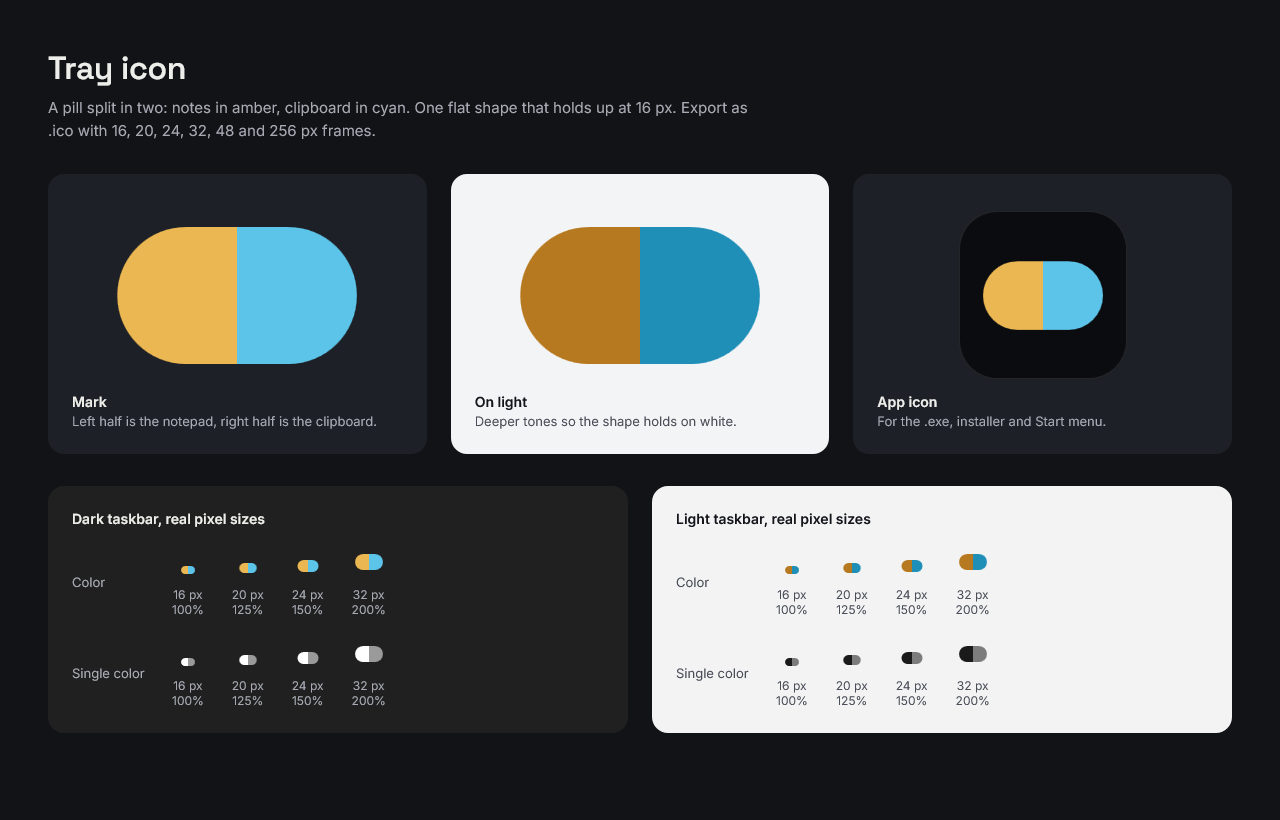 Tray icon
A pill split in two: notes in amber, clipboard in cyan. One flat shape that holds up at 16 px. Export as
.ico with 16, 20, 24, 32, 48 and 256 px frames.
Mark
Left half is the notepad, right half is the clipboard.
On light
Deeper tones so the shape holds on white.
App icon
For the .exe, installer and Start menu.
Dark taskbar, real pixel sizes
Color
16 px 20 px 24 px 32 px
100% 125% 150% 200%
Single color
16 px 20 px 24 px 32 px
100% 125% 150% 200%
Light taskbar, real pixel sizes
Color
16 px 20 px 24 px 32 px
100% 125% 150% 200%
Single color
16 px 20 px 24 px 32 px
100% 125% 150% 200%